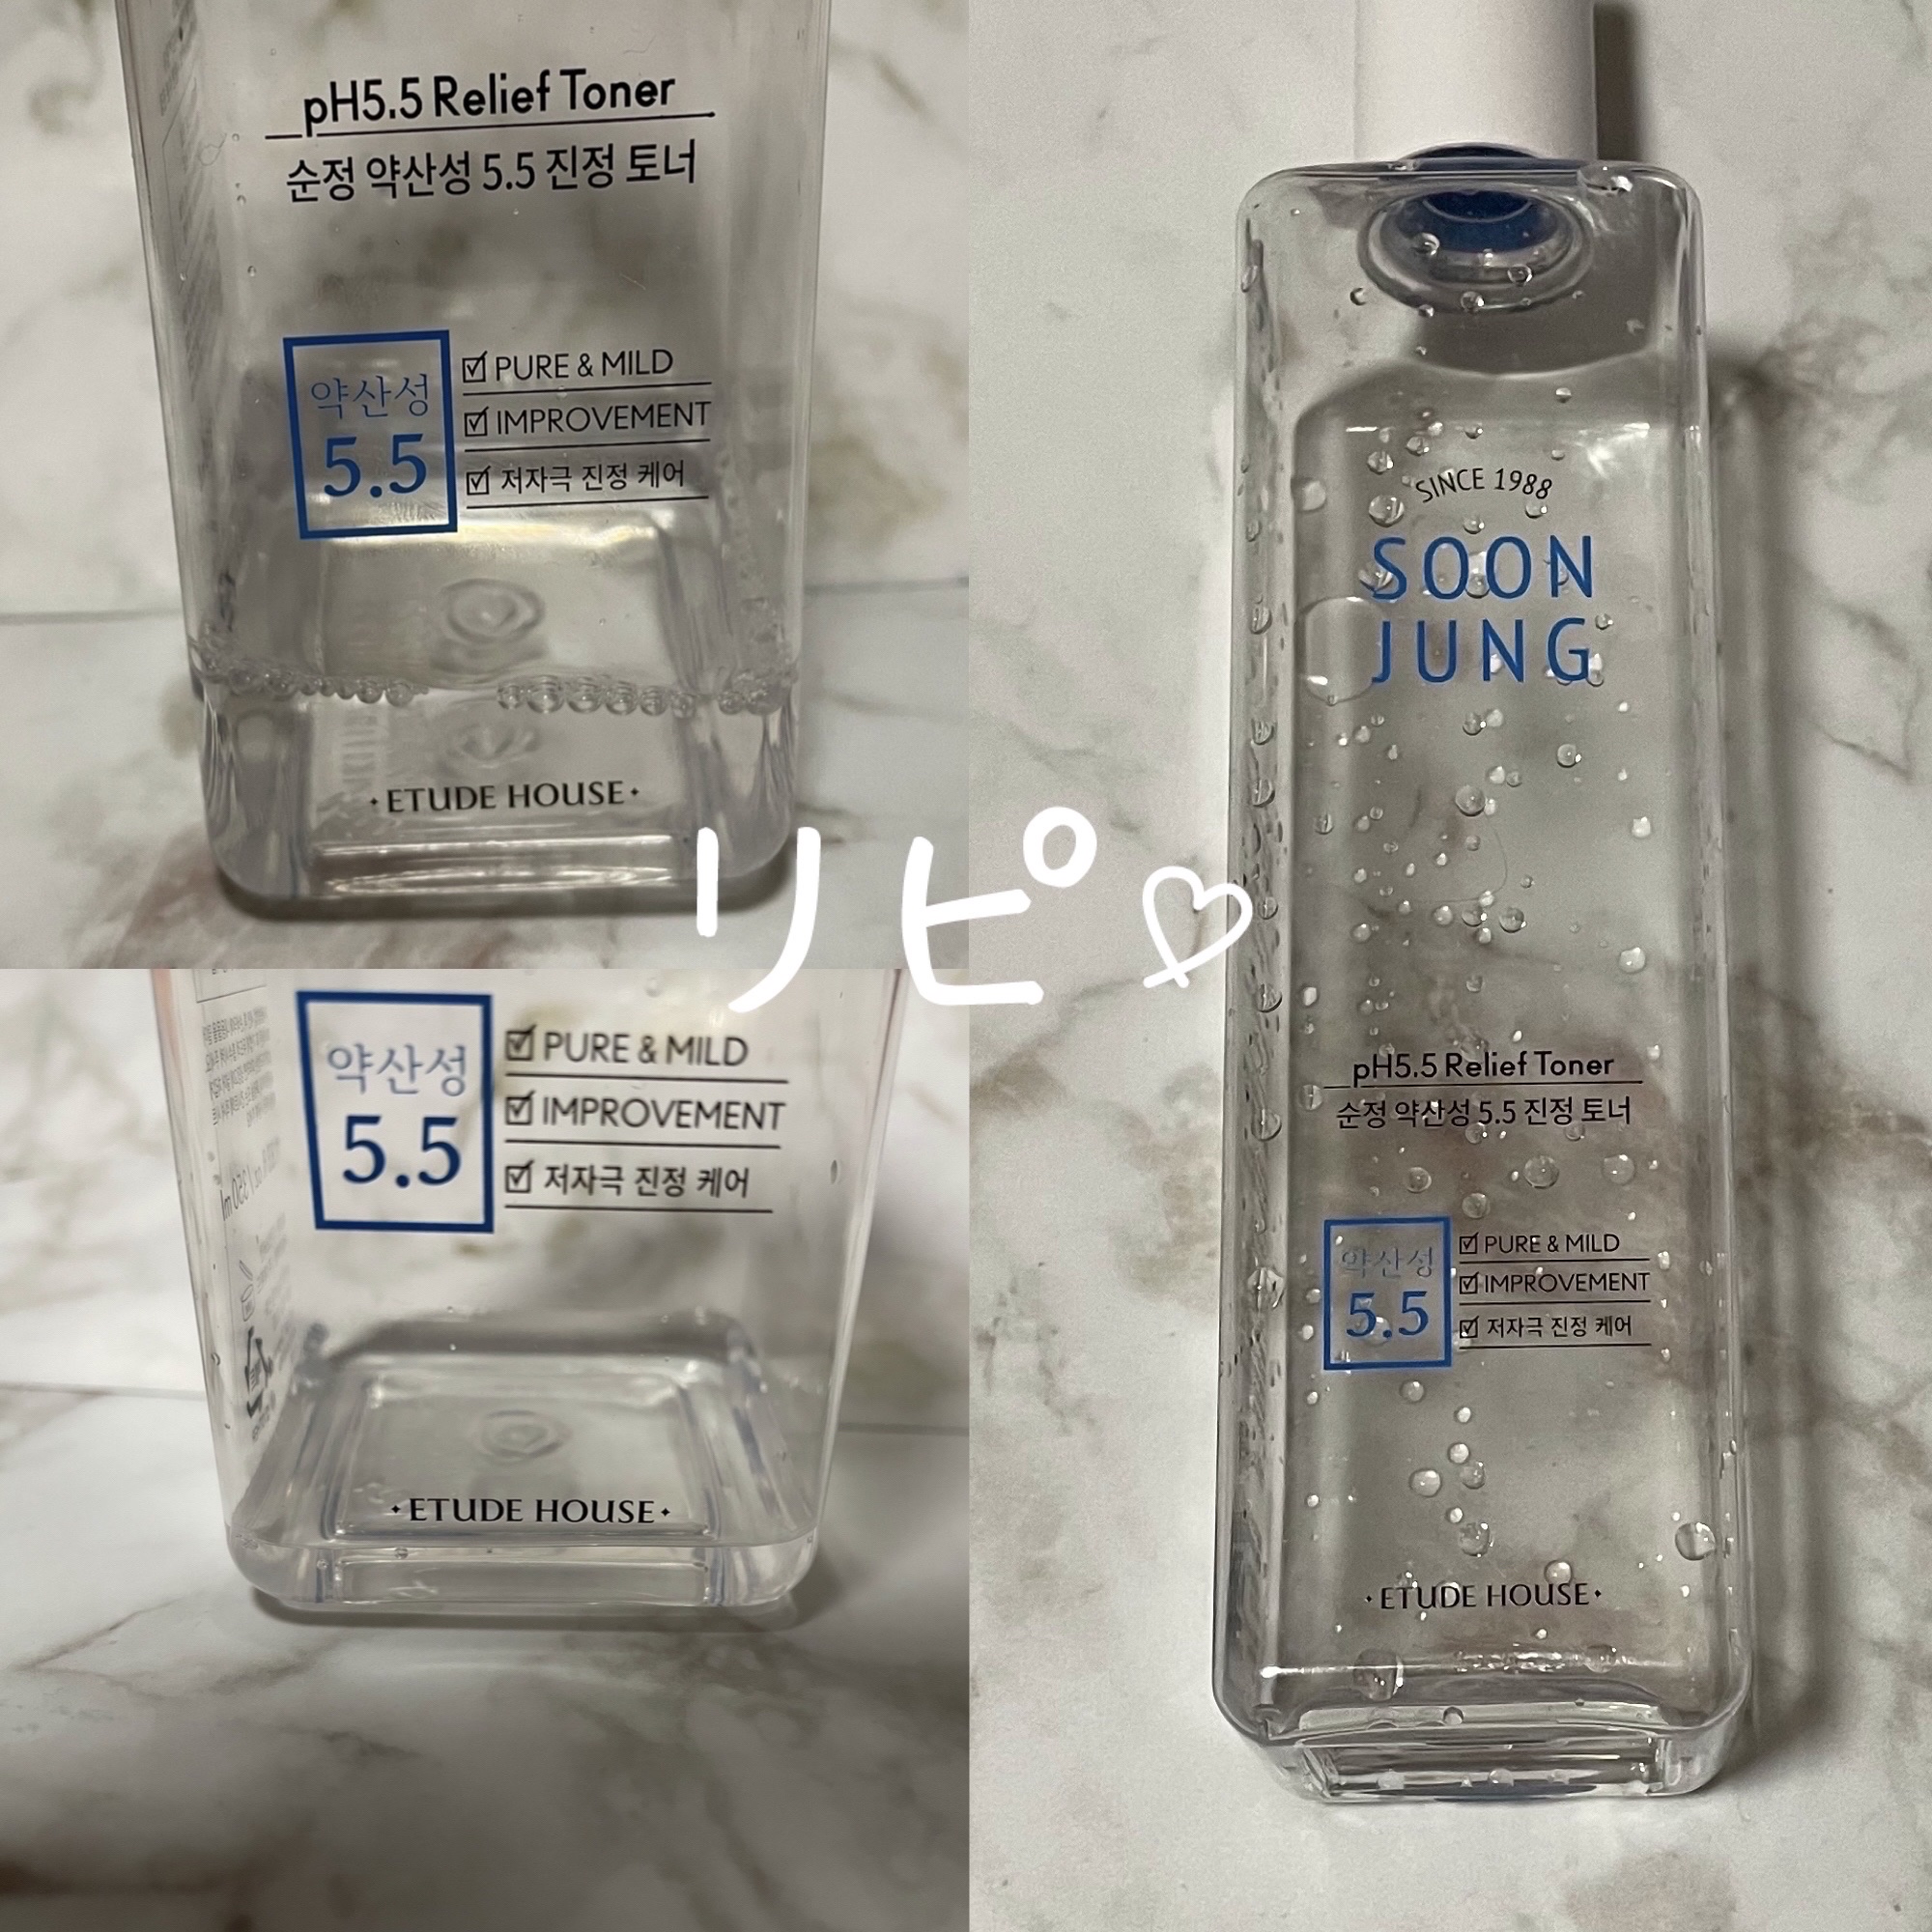 pH5.5 Relief Toner
순정 약산성 5.5 진정 토너
약산성
5.5
PURE & MILD
IMPROVEMENT
저자극 진정 케어
ETUDE HOUSE
リピ♡
약산성
5.5
PURE & MILD
IMPROVEMENT
저자극 진정 케어
ETUDE HOUSE
SINCE 1988
SOON
JUNG
pH5.5 Relief Toner
순정 약산성 5.5 진정 토너
약산성
5.5
PURE & MILD
IMPROVEMENT
저자극 진정 케어
ETUDE HOUSE